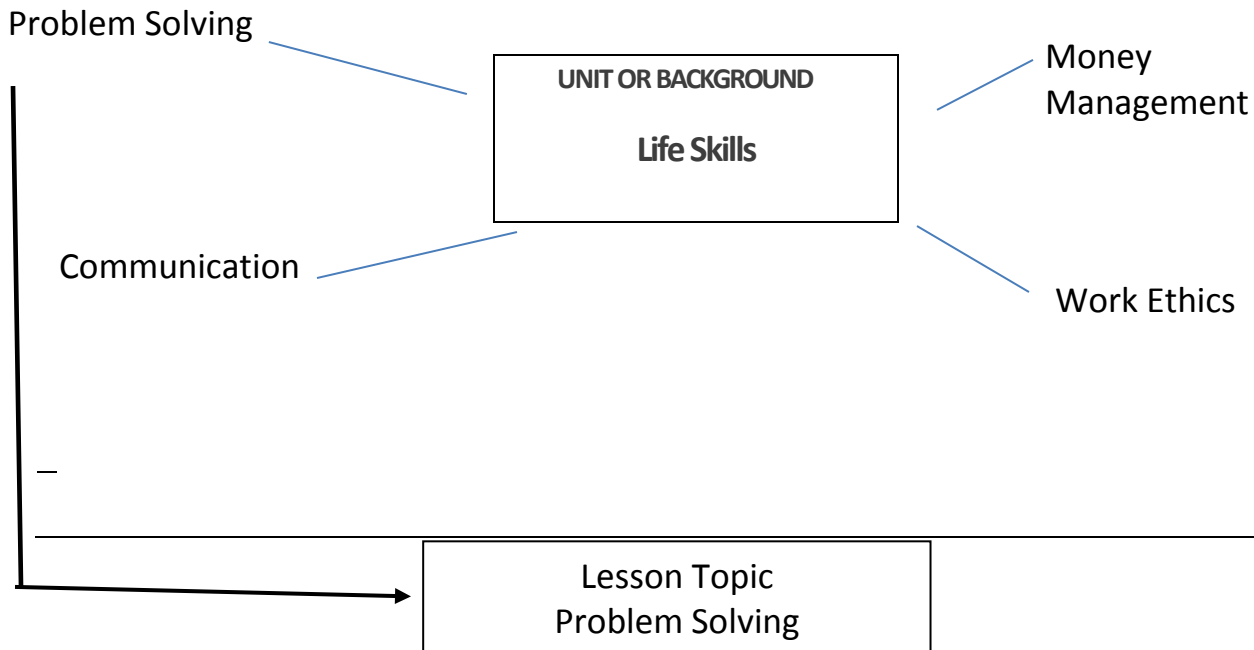 Problem Solving
UNIT OR BACKGROUND
Life Skills
Money
Management
Communication
Work Ethics
Lesson Topic
Problem Solving